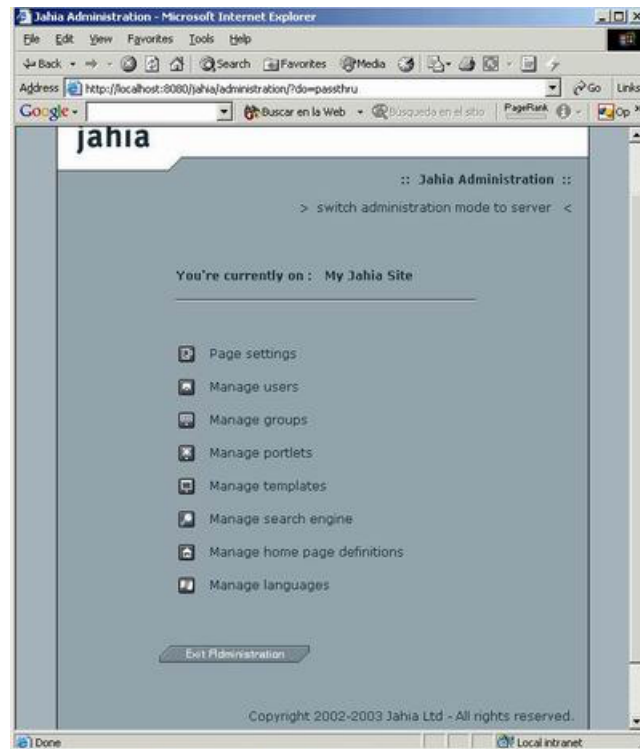 Jahia Administration - Microsoft Internet Explorer
File Edit View Favorites Tools Help
Back Search Favorites Media
Address http://localhost:8080/jahia/administration/?do=passthru Go Links
Google Buscar en la Web Búsqueda en el sitio PageRank Op
jahia
:: Jahia Administration ::
> switch administration mode to server <
You're currently on : My Jahia Site
Page settings
Manage users
Manage groups
Manage portlets
Manage templates
Manage search engine
Manage home page definitions
Manage languages
Exit Administration
Copyright 2002-2003 Jahia Ltd - All rights reserved.
Done Local intranet